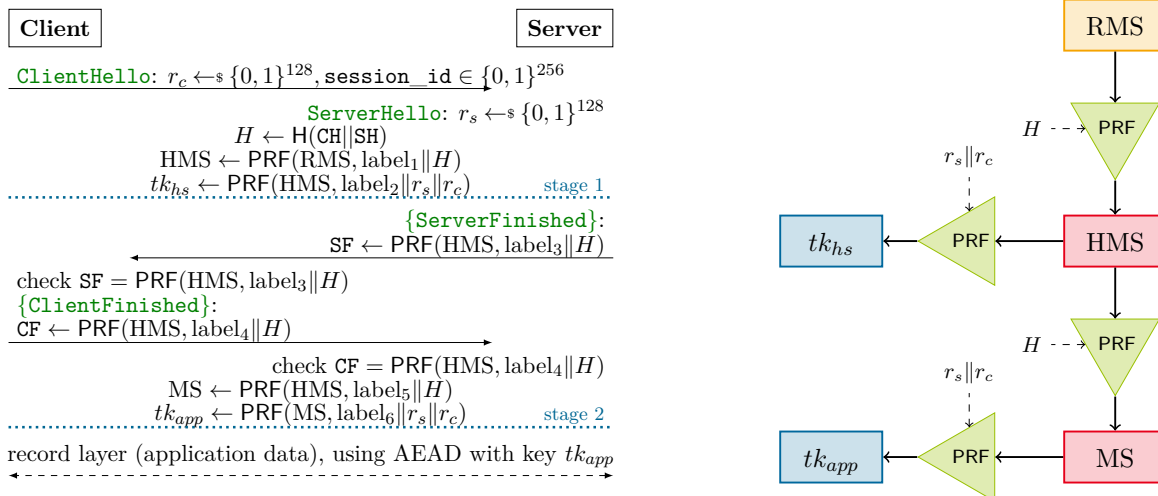 Client Server
ClientHello: r_c ←$ {0, 1}^128, session_id ∈ {0, 1}^256
ServerHello: r_s ←$ {0, 1}^128
H ← H(CH||SH)
HMS ← PRF(RMS, label_1‖H)
tk_hs ← PRF(HMS, label_2‖r_s‖r_c) stage 1
{ServerFinished}:
SF ← PRF(HMS, label_3‖H)
check SF = PRF(HMS, label_3‖H)
{ClientFinished}:
CF ← PRF(HMS, label_4‖H)
check CF = PRF(HMS, label_4‖H)
MS ← PRF(HMS, label_5‖H)
tk_app ← PRF(MS, label_6‖r_s‖r_c) stage 2
record layer (application data), using AEAD with key tk_app
RMS
H PRF
r_s‖r_c
tk_hs PRF HMS
H PRF
r_s‖r_c
tk_app PRF MS